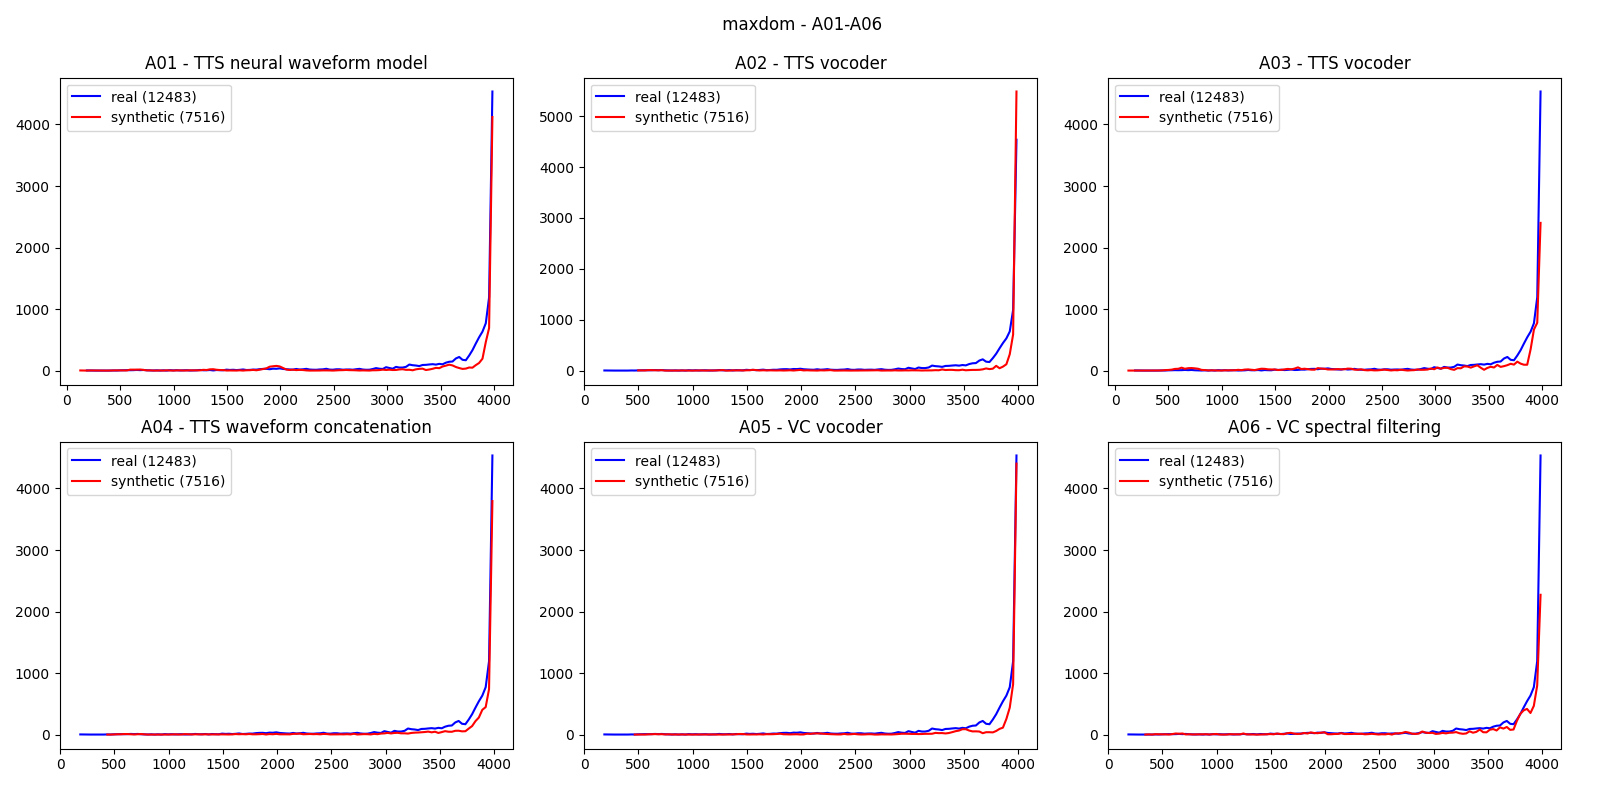 maxdom - A01-A06
A01 - TTS neural waveform model
real (12483)
synthetic (7516)
4000
3000
2000
1000
0
0 500 1000 1500 2000 2500 3000 3500 4000
A02 - TTS vocoder
real (12483)
synthetic (7516)
5000
4000
3000
2000
1000
0
0 500 1000 1500 2000 2500 3000 3500 4000
A03 - TTS vocoder
real (12483)
synthetic (7516)
4000
3000
2000
1000
0
0 500 1000 1500 2000 2500 3000 3500 4000
A04 - TTS waveform concatenation
real (12483)
synthetic (7516)
4000
3000
2000
1000
0
0 500 1000 1500 2000 2500 3000 3500 4000
A05 - VC vocoder
real (12483)
synthetic (7516)
4000
3000
2000
1000
0
0 500 1000 1500 2000 2500 3000 3500 4000
A06 - VC spectral filtering
real (12483)
synthetic (7516)
4000
3000
2000
1000
0
500 1000 1500 2000 2500 3000 3500 4000